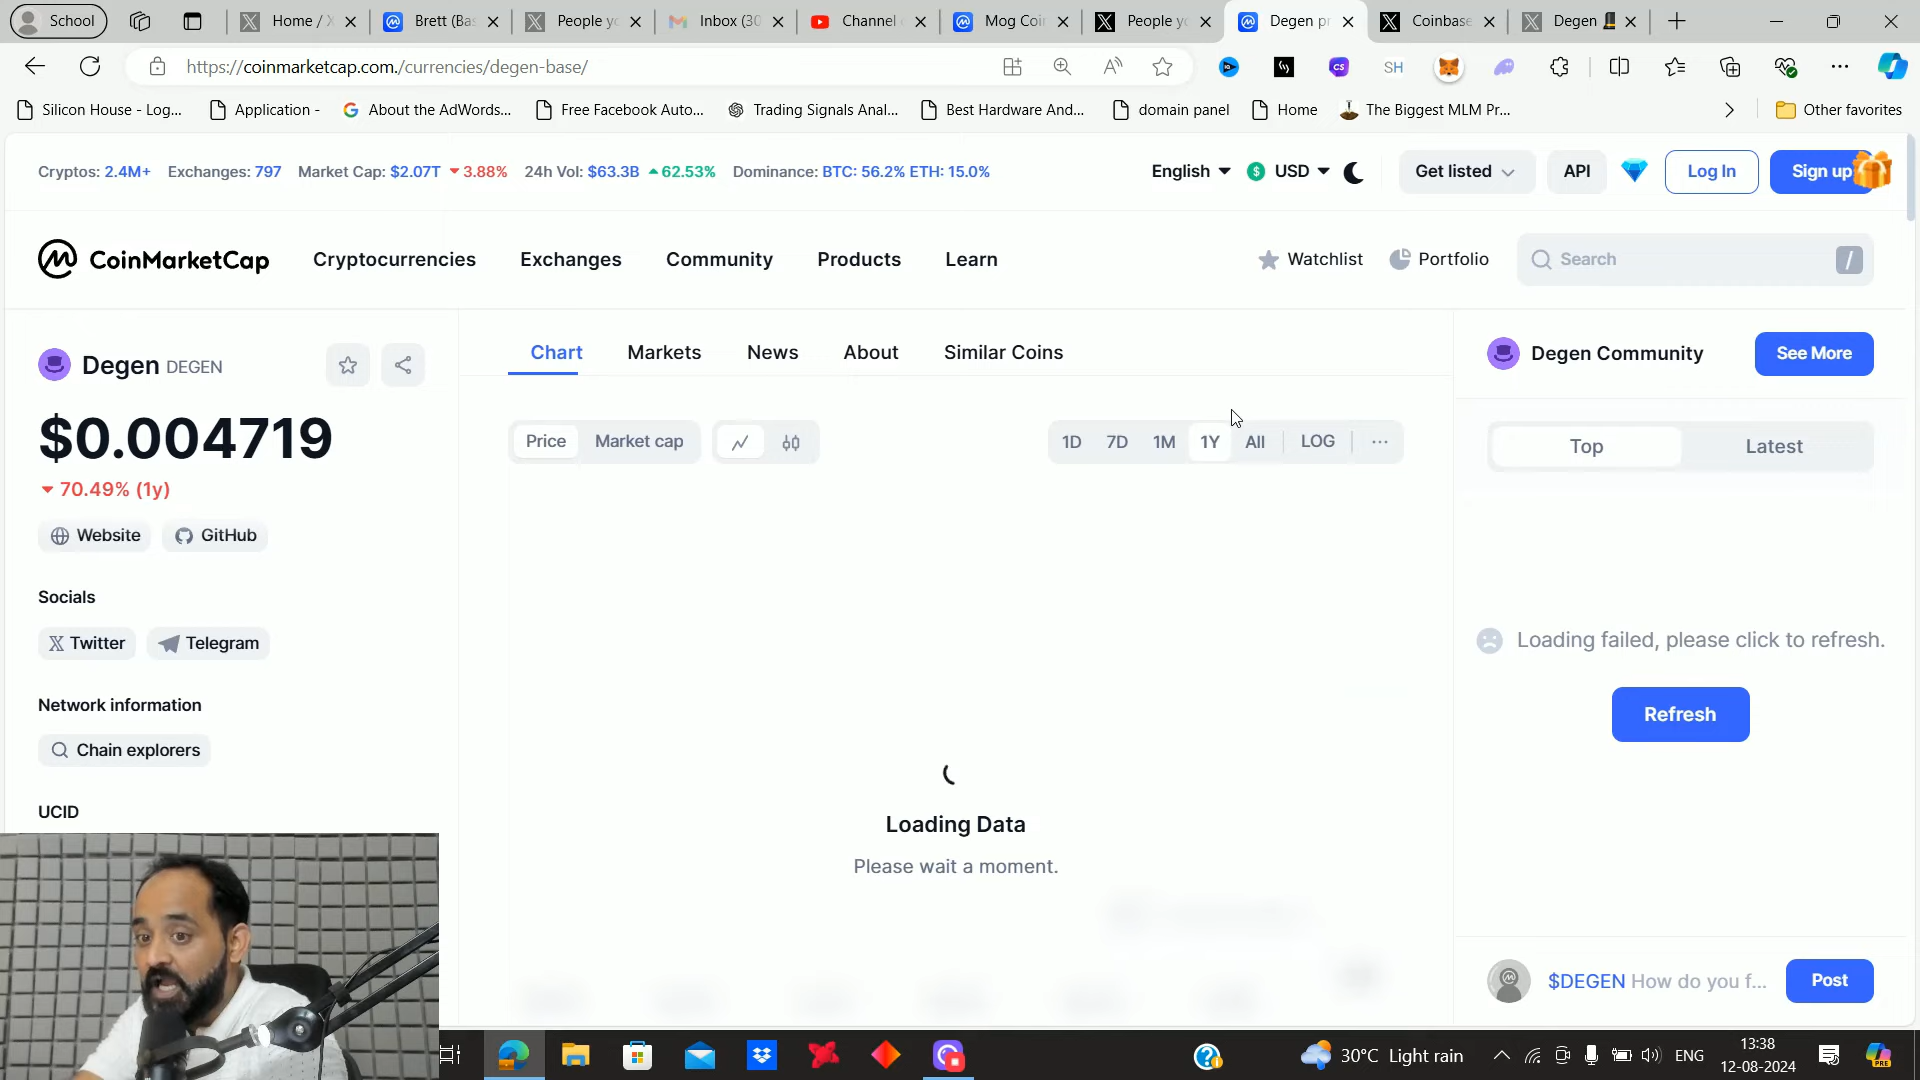 School
Home / X
Brett (Bas
People yo
Inbox (30
Channel c
Mog Coi
People yo
Degen pr
Coinbase
Degen
https://coinmarketcap.com./currencies/degen-base/
Silicon House - Log...
Application -
About the AdWords...
Free Facebook Auto...
Trading Signals Anal...
Best Hardware And...
domain panel
Home
The Biggest MLM Pr...
Other favorites
Cryptos: 2.4M+ Exchanges: 797 Market Cap: $2.07T 3.88% 24h Vol: $63.3B 62.53% Dominance: BTC: 56.2% ETH: 15.0%
English
USD
Get listed
API
Log In
Sign up
CoinMarketCap
Cryptocurrencies
Exchanges
Community
Products
Learn
Watchlist
Portfolio
Search
/
Degen DEGEN
$0.004719
70.49% (1y)
Website
GitHub
Socials
Twitter
Telegram
Network information
Chain explorers
UCID
Chart
Markets
News
About
Similar Coins
Price
Market cap
1D
7D
1M
1Y
All
LOG
Loading Data
Please wait a moment.
Degen Community
See More
Top
Latest
Loading failed, please click to refresh.
Refresh
$DEGEN How do you f...
Post
30°C Light rain
ENG
13:38
12-08-2024